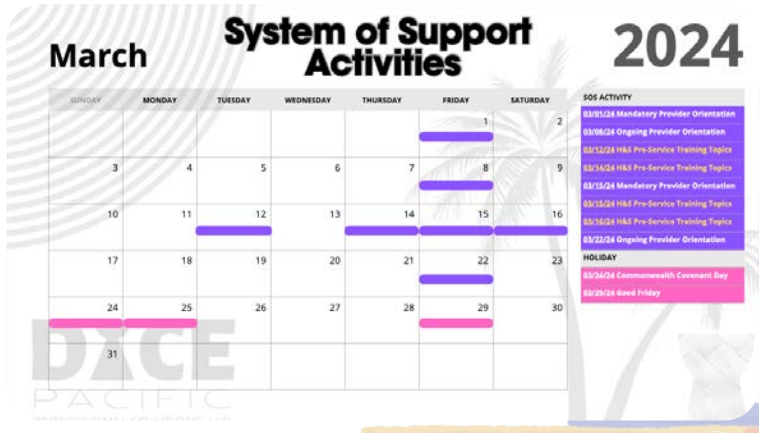 March
System of Support
Activities
2024
SUNDAY MONDAY TUESDAY WEDNESDAY THURSDAY FRIDAY SATURDAY
1 2
3 4 5 6 7 8 9
10 11 12 13 14 15 16
17 18 19 20 21 22 23
24 25 26 27 28 29 30
31
SOS ACTIVITY
03/01/24 Mandatory Provider Orientation
03/08/24 Ongoing Provider Orientation
03/12/24 H&S Pre-Service Training Topics
03/14/24 H&S Pre-Service Training Topics
03/15/24 Mandatory Provider Orientation
03/15/24 H&S Pre-Service Training Topics
03/16/24 H&S Pre-Service Training Topics
03/22/24 Ongoing Provider Orientation
HOLIDAY
03/24/24 Commonwealth Covenant Day
03/29/24 Good Friday
PACIFIC